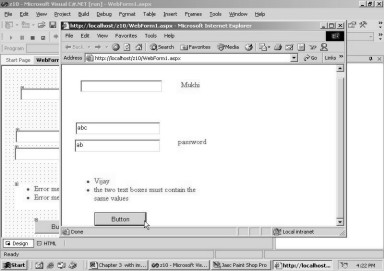 z10 - Microsoft Visual C#.NET [run] - WebForm1.aspx
File Edit View Project Build Debug Format Table Insert Frames Tools Window Help
http://localhost/z10/WebForm1.aspx - Microsoft Internet Explorer
File Edit View Favorites Tools Help
Program
Back Search Favorites Media
Start Page WebForm
Address http://localhost/z10/WebForm1.aspx Go Links »
Mukhi
abc
ab password
Vijay
the two text boxes must contain the
same values
Error me
Error me
Bu
Button
Done Local intranet
Design HTML
Ready
Start Chapter 3 with im... z10 - Microsoft Vis... Jasc Paint Shop Pro http://localhost... 4:22 PM